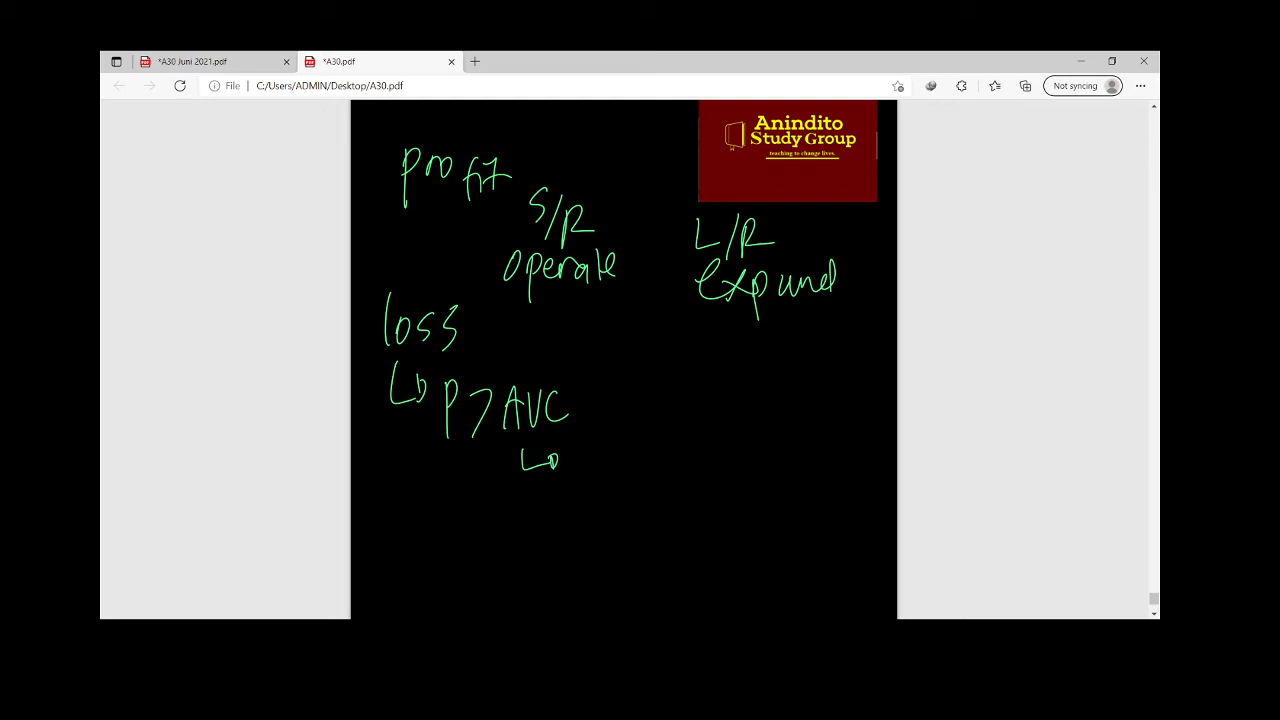 *A30 Juni 2021.pdf
*A30.pdf
File
C:/Users/ADMIN/Desktop/A30.pdf
Not syncing
Anindito
Study Group
teaching to change lives.
profit
S/R
L/R
operate
expand
loss
P > AVC